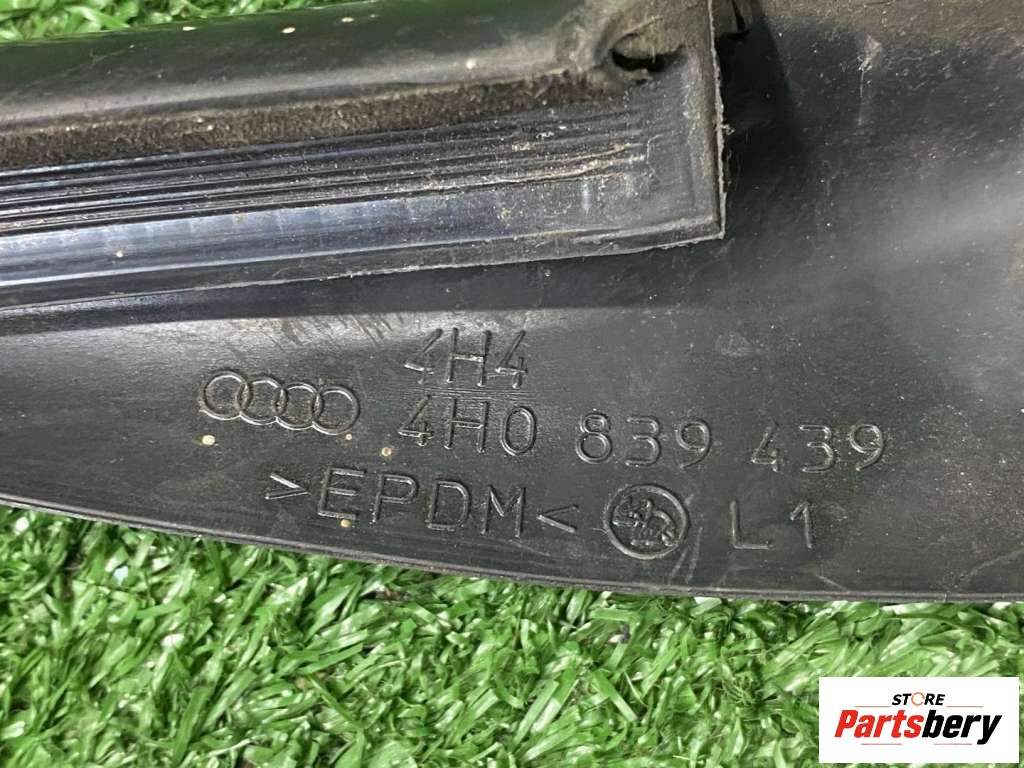 4H4
4H0 839 439
>EPDM< L1
STORE
Partsbery